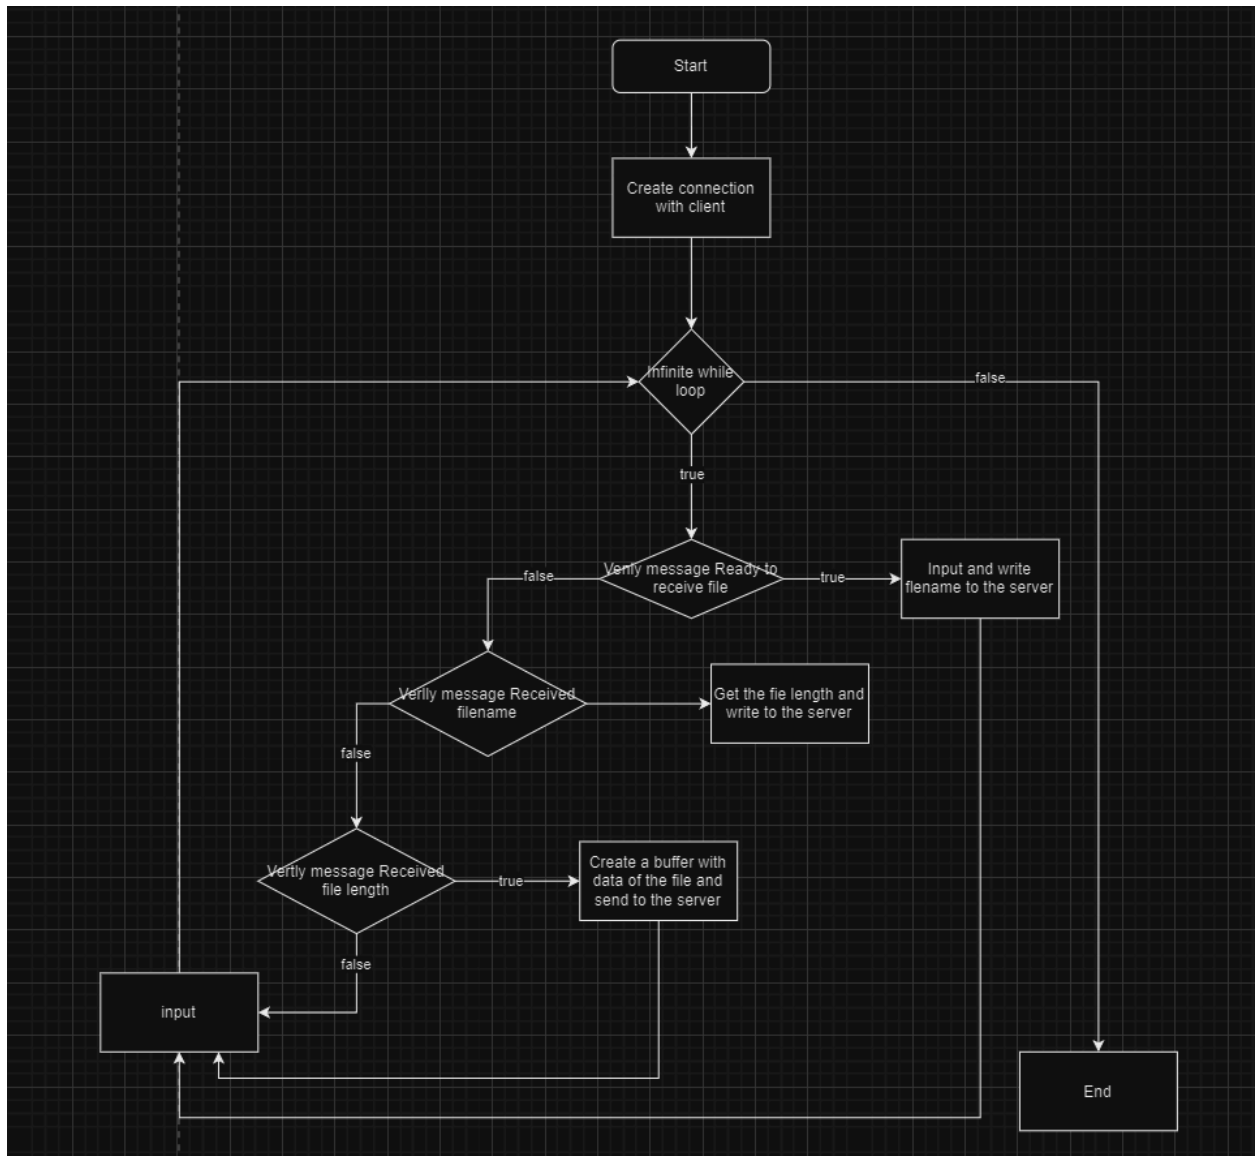 Start
Create connection
with client
Infinite while
loop
false
true
Verify message Ready to
receive file
false
true
Input and write
flename to the server
Verily message Received
filename
Get the fie length and
write to the server
false
Vertly message Received
file length
true
Create a buffer with
data of the file and
send to the server
false
input
End